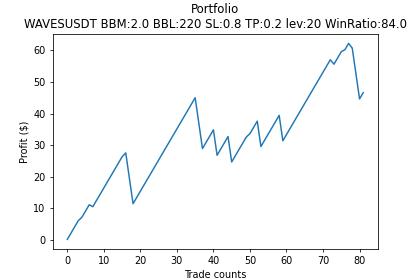 Portfolio
WAVESUSDT BBM:2.0 BBL:220 SL:0.8 TP:0.2 lev:20 WinRatio:84.0
Profit ($)
60
50
40
30
20
10
0
0 10 20 30 40 50 60 70 80
Trade counts